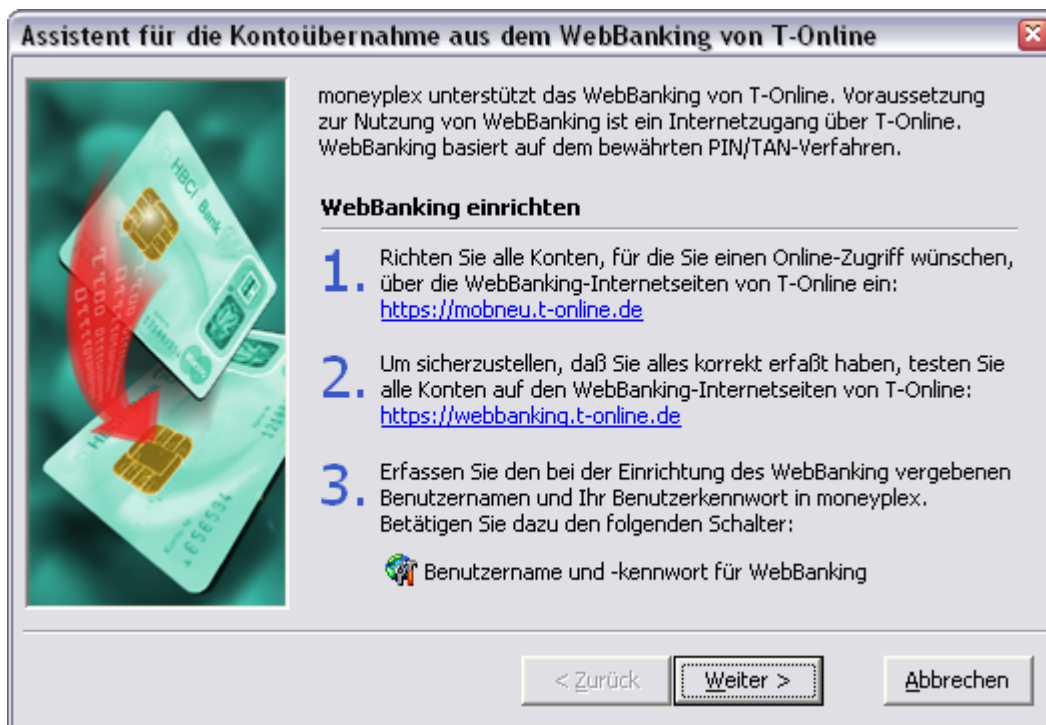 Assistent für die Kontoübernahme aus dem WebBanking von T-Online
moneyplex unterstützt das WebBanking von T-Online. Voraussetzung
zur Nutzung von WebBanking ist ein Internetzugang über T-Online.
WebBanking basiert auf dem bewährten PIN/TAN-Verfahren.
WebBanking einrichten
1. Richten Sie alle Konten, für die Sie einen Online-Zugriff wünschen,
über die WebBanking-Internetseiten von T-Online ein:
https://mobneu.t-online.de
2. Um sicherzustellen, daß Sie alles korrekt erfaßt haben, testen Sie
alle Konten auf den WebBanking-Internetseiten von T-Online:
https://webbanking.t-online.de
3. Erfassen Sie den bei der Einrichtung des WebBanking vergebenen
Benutzernamen und Ihr Benutzerkennwort in moneyplex.
Betätigen Sie dazu den folgenden Schalter:
Benutzername und -kennwort für WebBanking
HBCI Bank
656534
< Zurück
Weiter >
Abbrechen